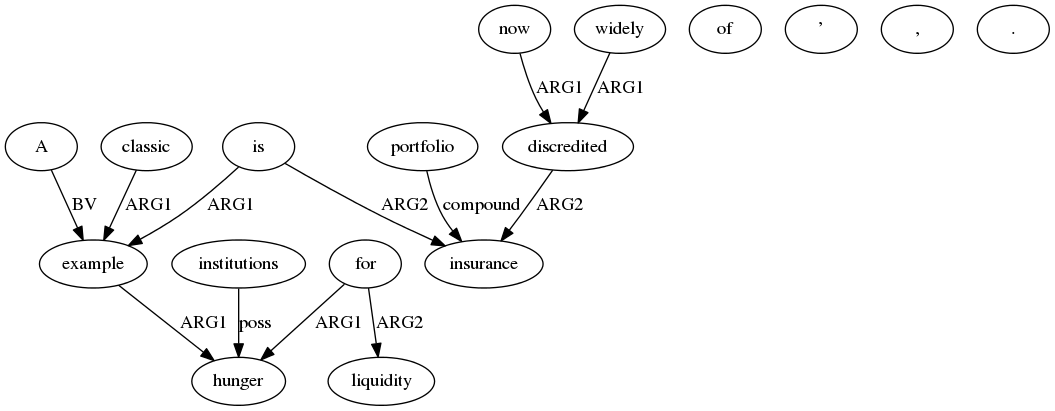 now widely of ’ , .
ARG1 ARG1
A classic is portfolio discredited
BV ARG1 ARG1 ARG2 compound ARG2
example institutions for insurance
ARG1 poss ARG1 ARG2
hunger liquidity